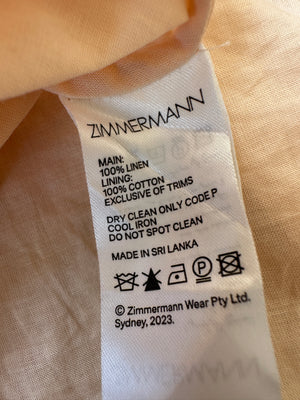 ZIMMERMANN
MAIN:
100% LINEN
LINING:
100% COTTON
EXCLUSIVE OF TRIMS
DRY CLEAN ONLY CODE P
COOL IRON
DO NOT SPOT CLEAN
MADE IN SRI LANKA
P
© Zimmermann Wear Pty Ltd.
Sydney, 2023.